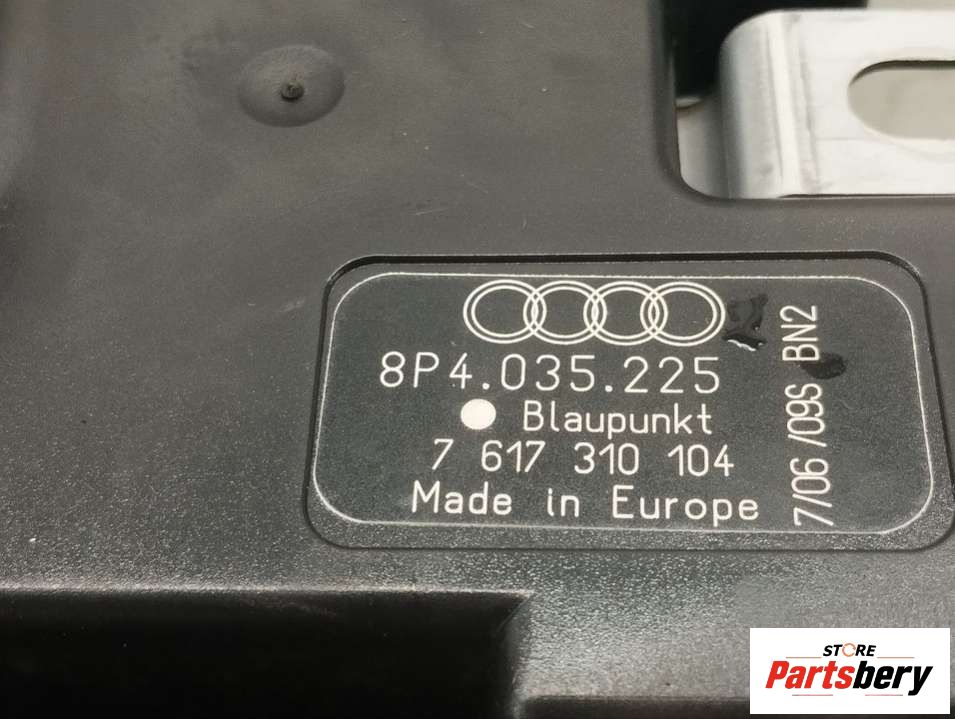 8P4.035.225
Blaupunkt
7 617 310 104
Made in Europe
7/06/09S BN2
STORE
Partsbery